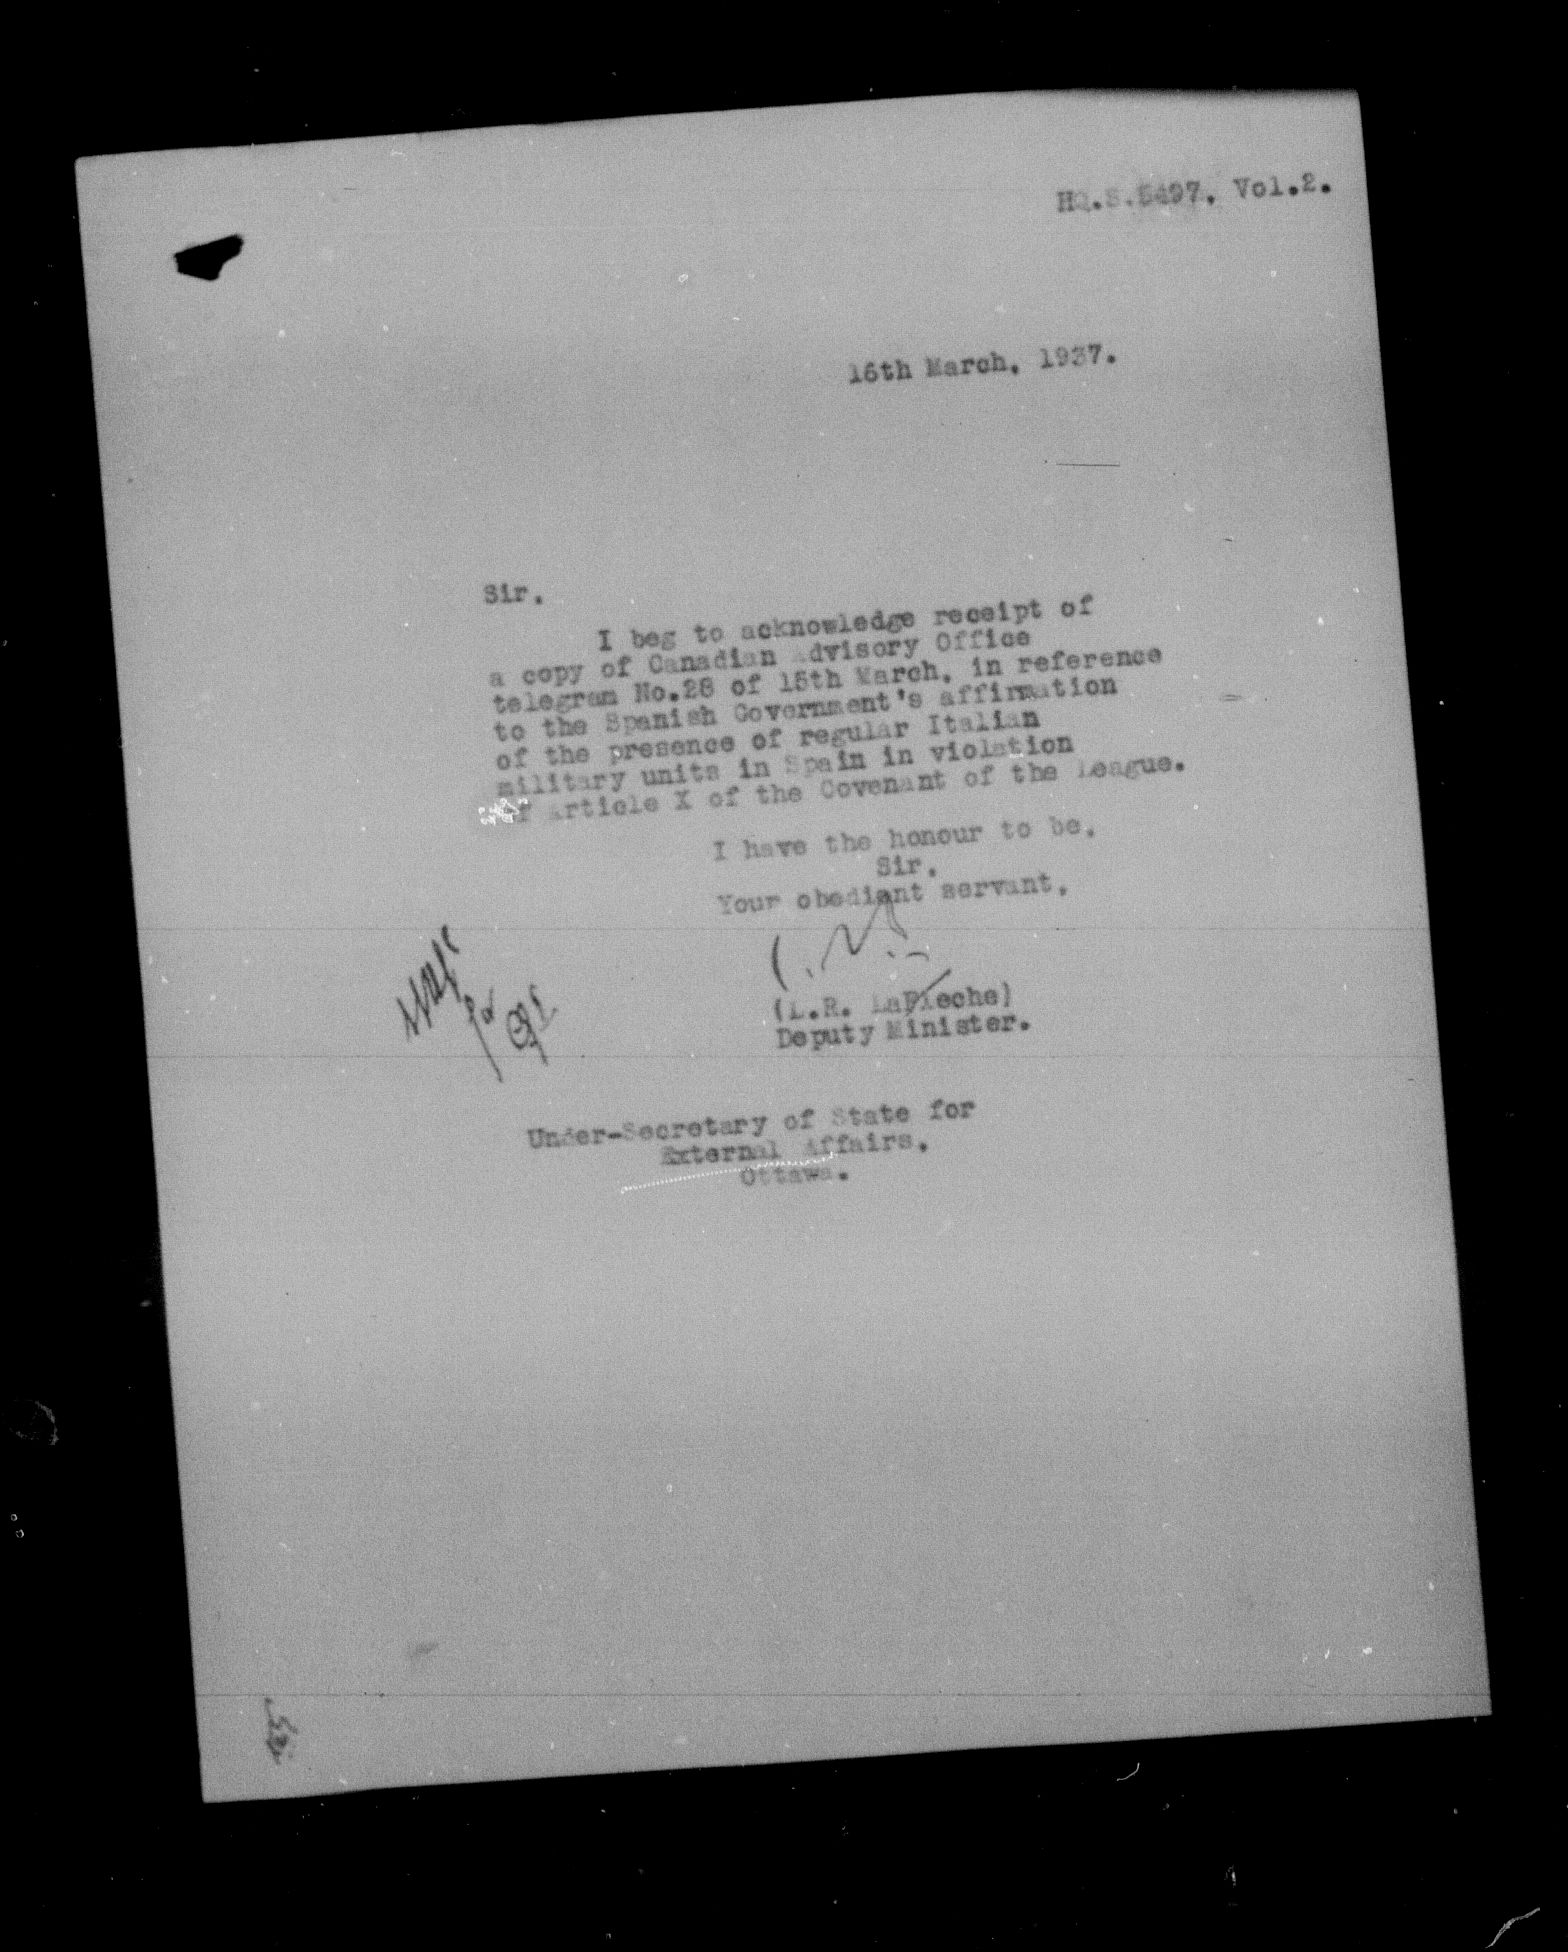 HQ.S.5497. Vol.2.
16th March, 1937.
Sir,
I beg to acknowledge receipt of
a copy of Canadian Advisory Office
telegram No.28 of 15th March, in reference
to the Spanish Government's affirmation
of the presence of regular Italian
military units in Spain in violation
of Article X of the Covenant of the League.
I have the honour to be,
Sir,
Your obedient servant,
(L.R. LaFleche)
Deputy Minister.
Under-Secretary of State for
External Affairs,
Ottawa.